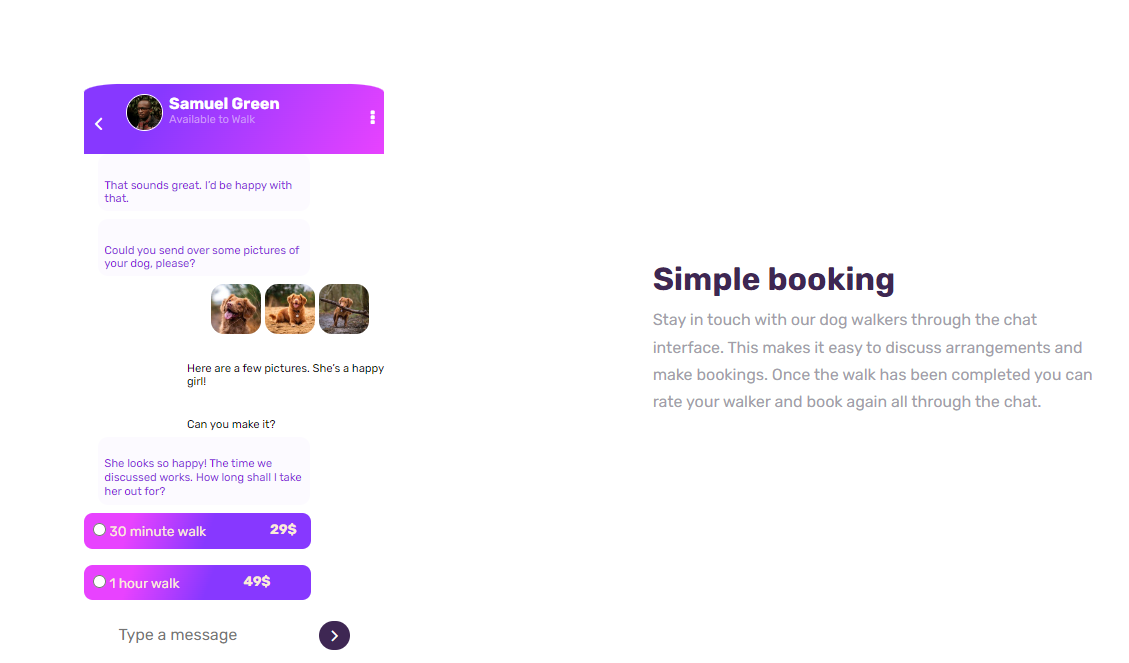 Samuel Green
Available to Walk
That sounds great. I’d be happy with
that.
Could you send over some pictures of
your dog, please?
Here are a few pictures. She’s a happy
girl!
Can you make it?
She looks so happy! The time we
discussed works. How long shall I take
her out for?
30 minute walk 29$
1 hour walk 49$
Type a message
Simple booking
Stay in touch with our dog walkers through the chat
interface. This makes it easy to discuss arrangements and
make bookings. Once the walk has been completed you can
rate your walker and book again all through the chat.